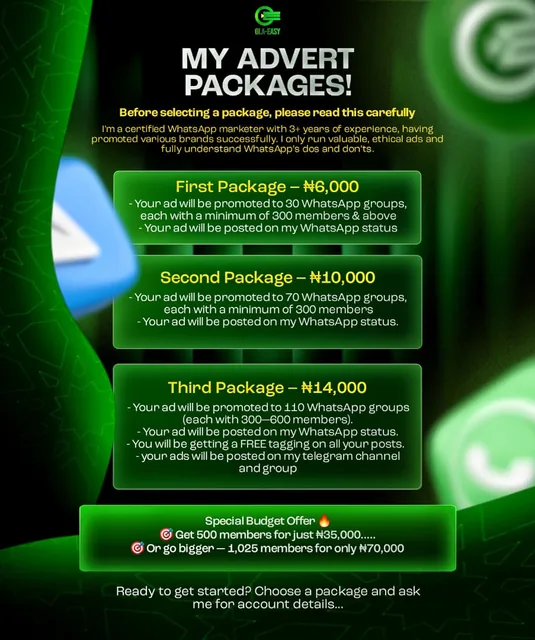 GLA-EASY
MY ADVERT
PACKAGES!
Before selecting a package, please read this carefully
I'm a certified WhatsApp marketer with 3+ years of experience, having
promoted various brands successfully. I only run valuable, ethical ads and
fully understand WhatsApp's dos and don'ts.
First Package – ₦6,000
- Your ad will be promoted to 30 WhatsApp groups,
each with a minimum of 300 members & above
- Your ad will be posted on my WhatsApp status
Second Package – ₦10,000
- Your ad will be promoted to 70 WhatsApp groups,
each with a minimum of 300 members
- Your ad will be posted on my WhatsApp status.
Third Package – ₦14,000
- Your ad will be promoted to 110 WhatsApp groups
(each with 300–600 members).
- Your ad will be posted on my WhatsApp status.
- You will be getting a FREE tagging on all your posts.
- your ads will be posted on my telegram channel
and group
Special Budget Offer 🔥
🎯 Get 500 members for just ₦35,000.....
🎯 Or go bigger – 1,025 members for only ₦70,000
Ready to get started? Choose a package and ask
me for account details...